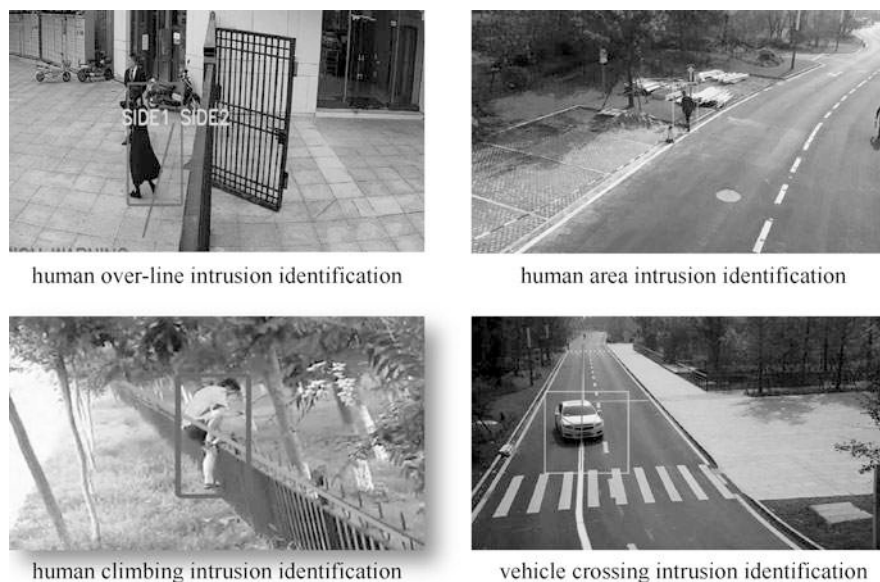 SIDE1 SIDE2
human over-line intrusion identification
human area intrusion identification
human climbing intrusion identification
vehicle crossing intrusion identification